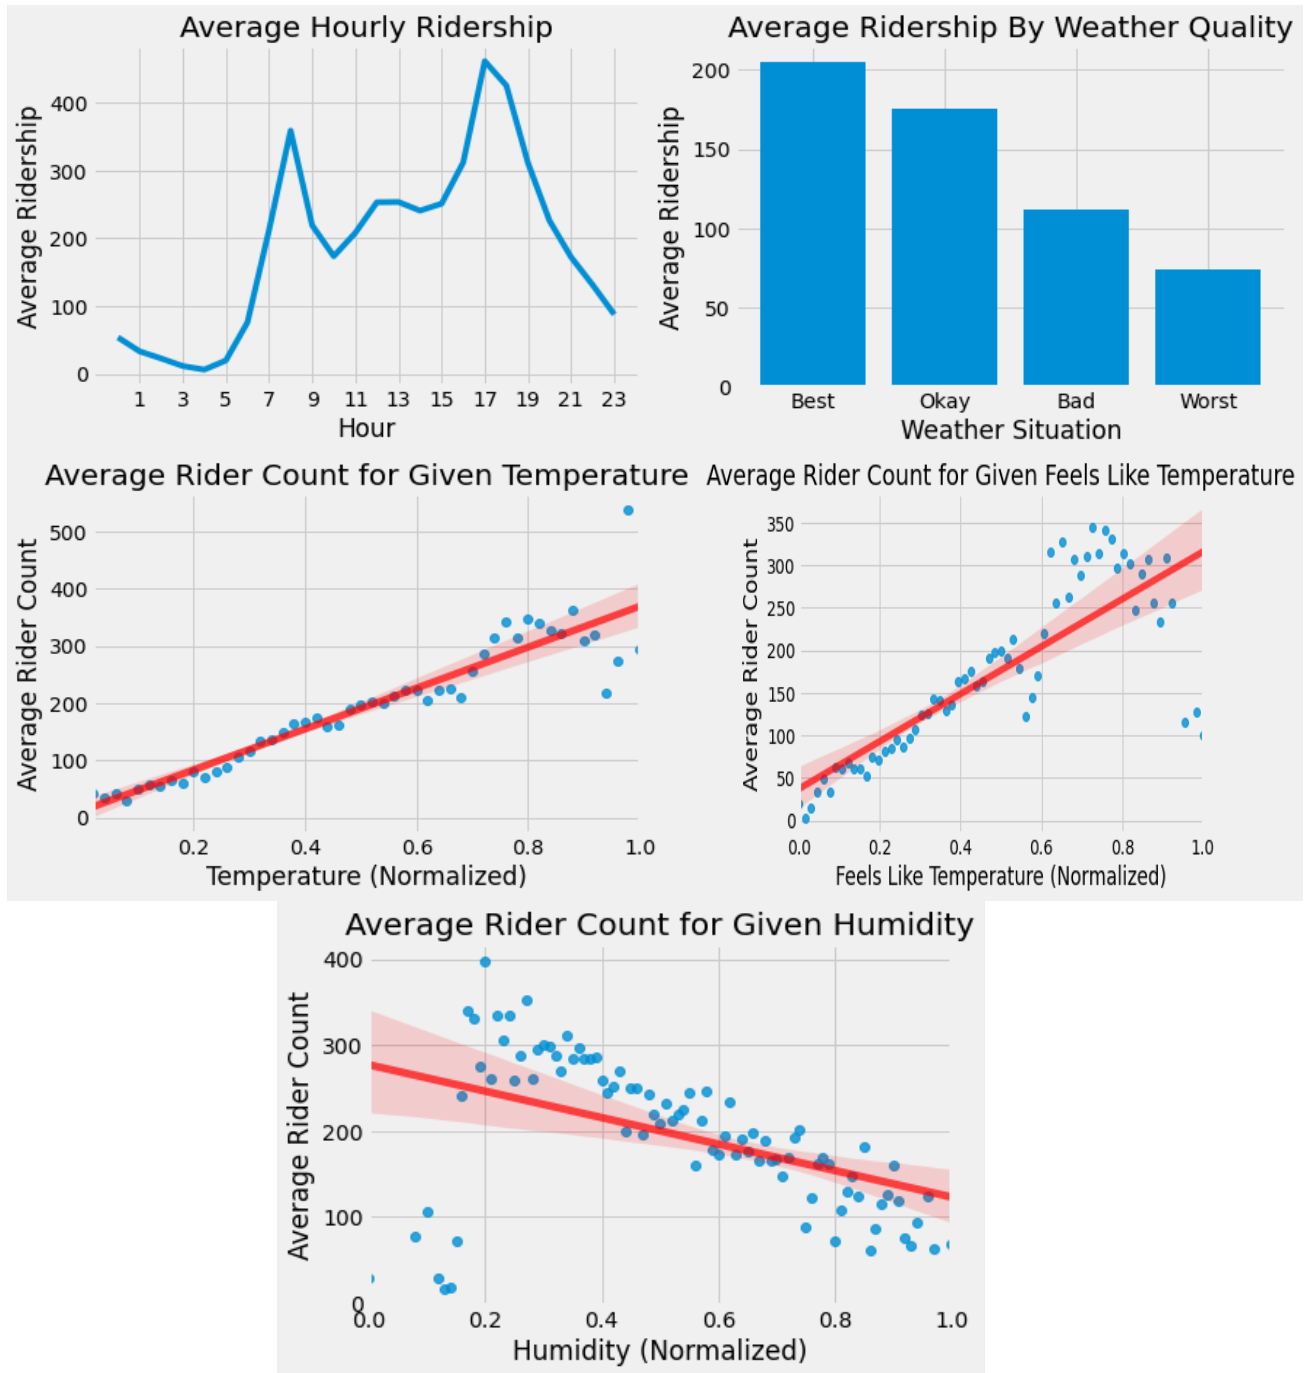 Average Hourly Ridership
Average Ridership
400
300
200
100
0
1 3 5 7 9 11 13 15 17 19 21 23
Hour
Average Ridership By Weather Quality
Average Ridership
200
150
100
50
0
Best Okay Bad Worst
Weather Situation
Average Rider Count for Given Temperature
Average Rider Count
500
400
300
200
100
0
0.2 0.4 0.6 0.8 1.0
Temperature (Normalized)
Average Rider Count for Given Feels Like Temperature
Average Rider Count
350
300
250
200
150
100
50
0
0.0 0.2 0.4 0.6 0.8 1.0
Feels Like Temperature (Normalized)
Average Rider Count for Given Humidity
Average Rider Count
400
300
200
100
0
0.0 0.2 0.4 0.6 0.8 1.0
Humidity (Normalized)